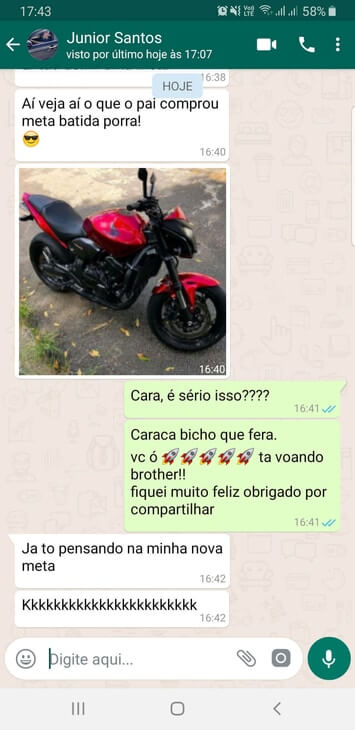 17:43
Vo)) LTE 58%
Junior Santos
visto por último hoje às 17:07
16:38
HOJE
Aí veja aí o que o pai comprou
meta batida porra!
😎
16:40
16:40
Cara, é sério isso????
16:41
Caraca bicho que fera.
vc ó 🚀🚀🚀🚀🚀 ta voando
brother!!
fiquei muito feliz obrigado por
compartilhar
16:41
Ja to pensando na minha nova
meta
16:42
Kkkkkkkkkkkkkkkkkkkkkkk
16:42
Digite aqui...